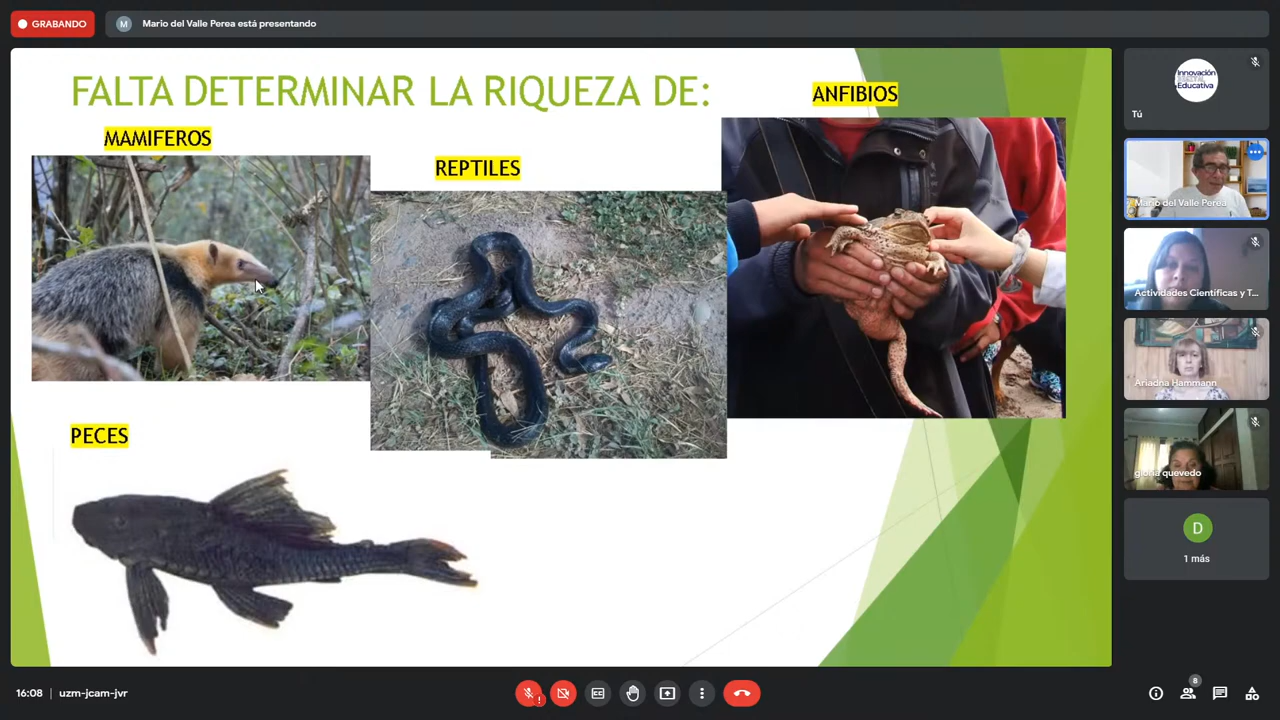 GRABANDO
M
Mario del Valle Perea está presentando
FALTA DETERMINAR LA RIQUEZA DE:
ANFIBIOS
MAMIFEROS
REPTILES
PECES
Innovación
DIGITAL
Educativa
Tú
Mario del Valle Perea
Actividades Científicas y T...
Ariadna Hammann
gloria quevedo
D
1 más
16:08
uzm-jcam-jvr
8